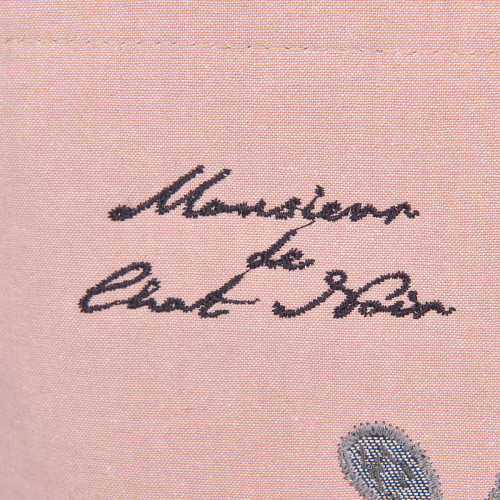 Monsieur
de
Chat Noir